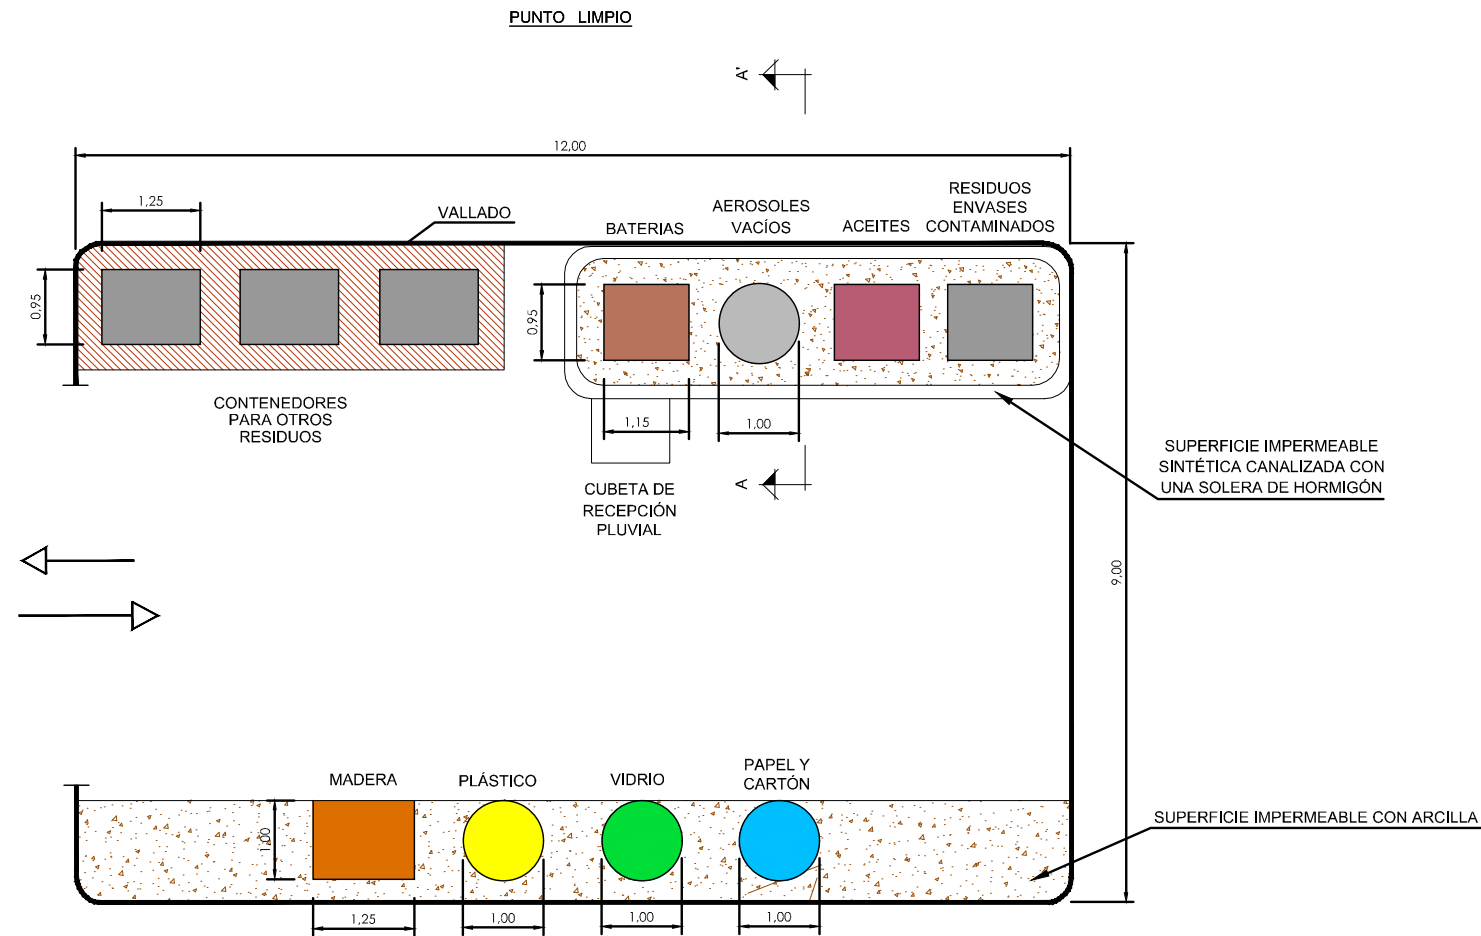 PUNTO LIMPIO
A'
12,00
1,25
VALLADO
BATERIAS
AEROSOLES
VACÍOS
ACEITES
RESIDUOS
ENVASES
CONTAMINADOS
0,95
0,95
CONTENEDORES
PARA OTROS
RESIDUOS
1,15
1,00
SUPERFICIE IMPERMEABLE
SINTÉTICA CANALIZADA CON
UNA SOLERA DE HORMIGÓN
A
CUBETA DE
RECEPCIÓN
PLUVIAL
9,00
MADERA
PLÁSTICO
VIDRIO
PAPEL Y
CARTÓN
1,00
SUPERFICIE IMPERMEABLE CON ARCILLA
1,25
1,00
1,00
1,00